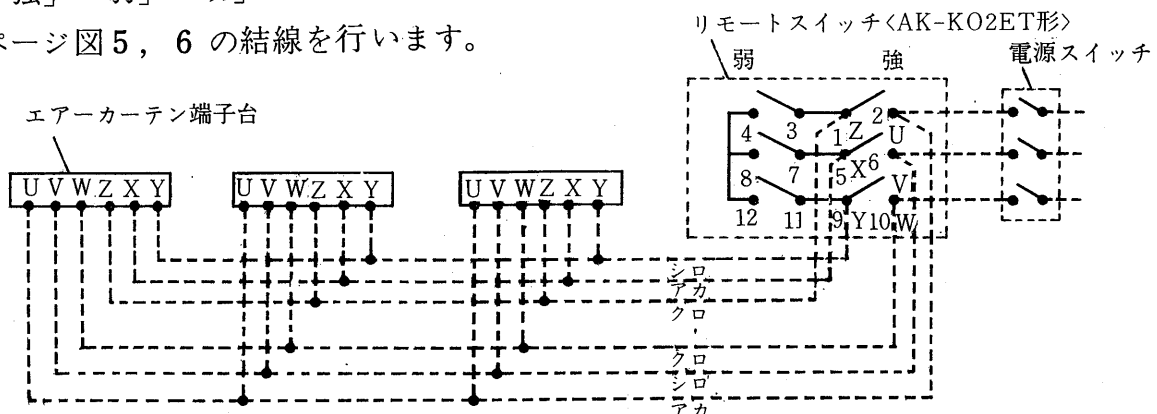 ページ図5，6の結線を行います。
リモートスイッチ〈AK-KO2ET形〉
弱 強
電源スイッチ
エアーカーテン端子台
4 3 1 Z 2 U
8 7 5 X 6 V
12 11 9 Y 10 W
U V W Z X Y
U V W Z X Y
U V W Z X Y
シロ
アカ
クロ
クロ
シロ
アカ